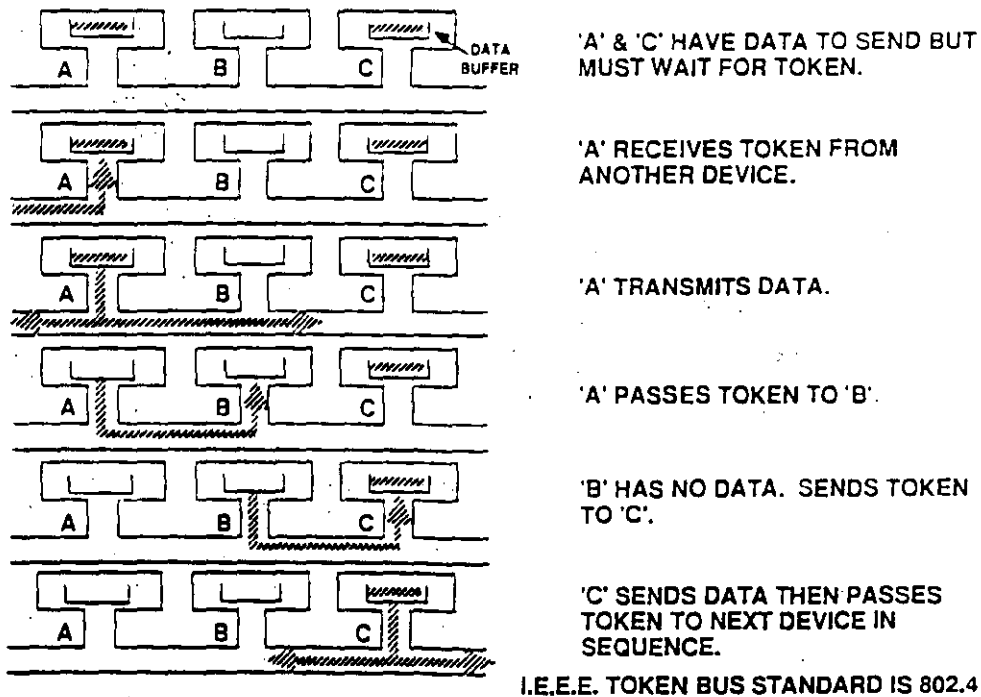 DATA
BUFFER
A B C
'A' & 'C' HAVE DATA TO SEND BUT
MUST WAIT FOR TOKEN.
A B C
'A' RECEIVES TOKEN FROM
ANOTHER DEVICE.
A B C
'A' TRANSMITS DATA.
A B C
'A' PASSES TOKEN TO 'B'.
A B C
'B' HAS NO DATA. SENDS TOKEN
TO 'C'.
A B C
'C' SENDS DATA THEN PASSES
TOKEN TO NEXT DEVICE IN
SEQUENCE.
I.E.E.E. TOKEN BUS STANDARD IS 802.4